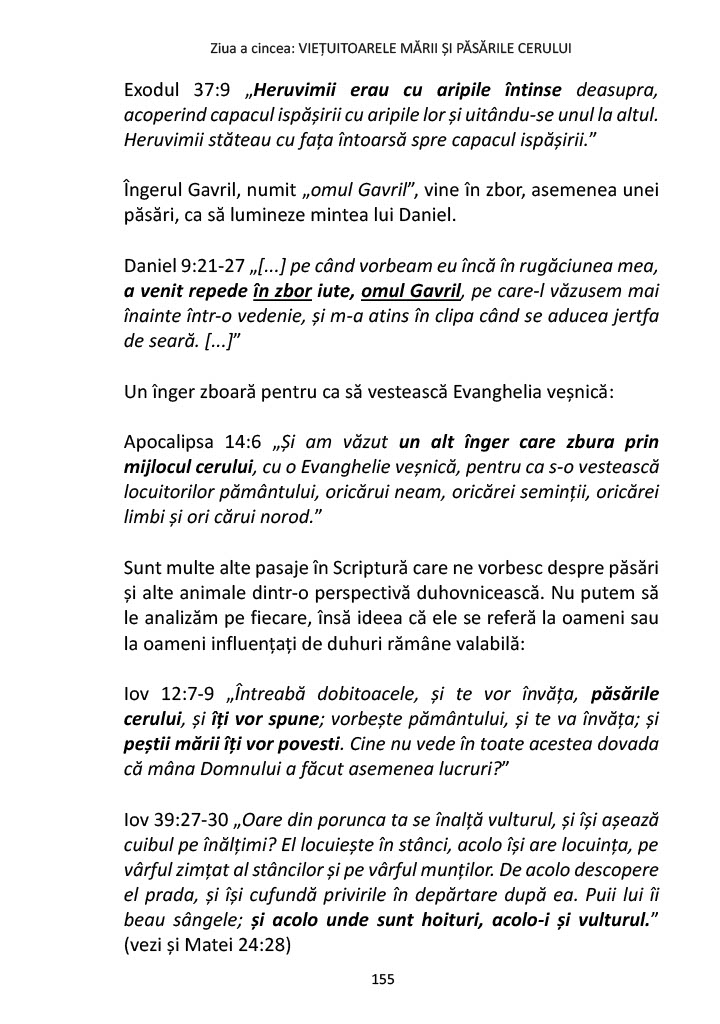 Ziua a cincea: VIEȚUITOARELE MĂRII ȘI PĂSĂRILE CERULUI
Exodul 37:9 „Heruvimii erau cu aripile întinse deasupra,
acoperind capacul ispășirii cu aripile lor și uitându-se unul la altul.
Heruvimii stăteau cu fața întoarsă spre capacul ispășirii.”
Îngerul Gavril, numit „omul Gavril”, vine în zbor, asemenea unei
păsări, ca să lumineze mintea lui Daniel.
Daniel 9:21-27 „[...] pe când vorbeam eu încă în rugăciunea mea,
a venit repede în zbor iute, omul Gavril, pe care-l văzusem mai
înainte într-o vedenie, și m-a atins în clipa când se aducea jertfa
de seară. [...]”
Un înger zboară pentru ca să vestească Evanghelia veșnică:
Apocalipsa 14:6 „Și am văzut un alt înger care zbura prin
mijlocul cerului, cu o Evanghelie veșnică, pentru ca s-o vestească
locuitorilor pământului, oricărui neam, oricărei seminții, oricărei
limbi și ori cărui norod.”
Sunt multe alte pasaje în Scriptură care ne vorbesc despre păsări
și alte animale dintr-o perspectivă duhovnicească. Nu putem să
le analizăm pe fiecare, însă ideea că ele se referă la oameni sau
la oameni influențați de duhuri rămâne valabilă:
Iov 12:7-9 „Întreabă dobitoacele, și te vor învăța, păsările
cerului, și îți vor spune; vorbește pământului, și te va învăța; și
peștii mării îți vor povesti. Cine nu vede în toate acestea dovada
că mâna Domnului a făcut asemenea lucruri?”
Iov 39:27-30 „Oare din porunca ta se înalță vulturul, și își așează
cuibul pe înălțimi? El locuiește în stânci, acolo își are locuința, pe
vârful zimțat al stâncilor și pe vârful munților. De acolo descopere
el prada, și își cufundă privirile în depărtare după ea. Puii lui îi
beau sângele; și acolo unde sunt hoituri, acolo-i și vulturul.”
(vezi și Matei 24:28)
155